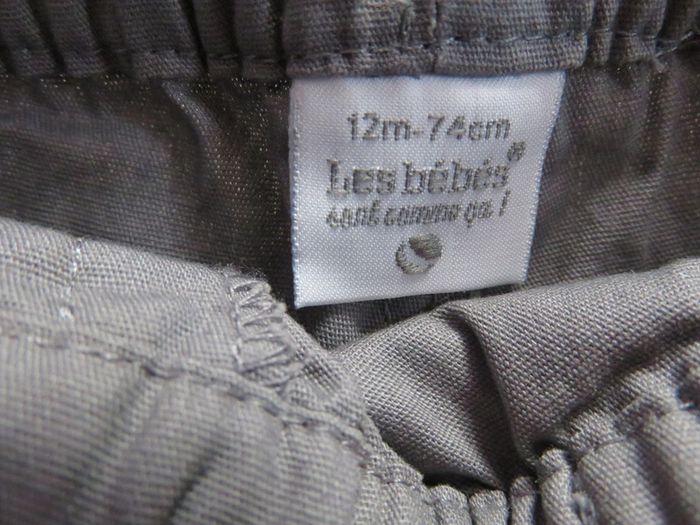 12m-74cm
Les bébés®
sont comme ça !